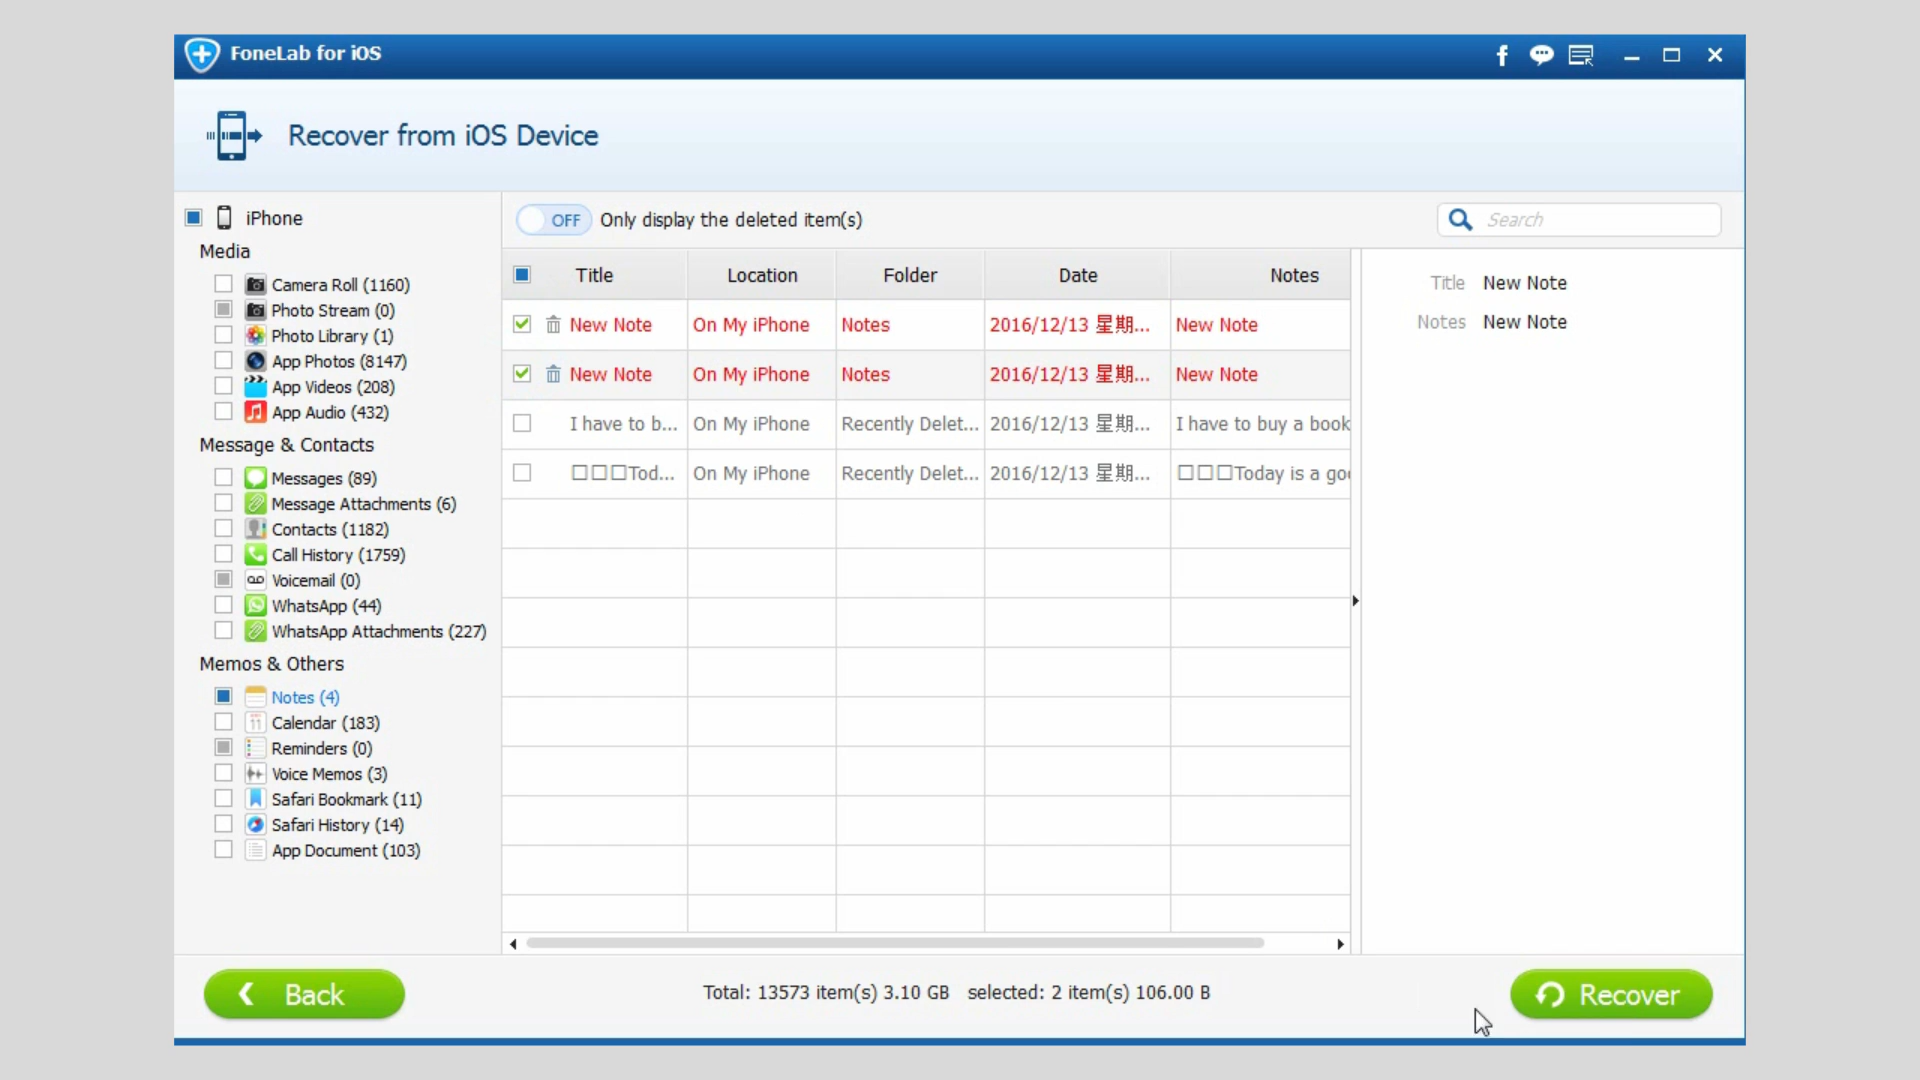 FoneLab for iOS
Recover from iOS Device
iPhone
Media
Camera Roll (1160)
Photo Stream (0)
Photo Library (1)
App Photos (8147)
App Videos (208)
App Audio (432)
Message & Contacts
Messages (89)
Message Attachments (6)
Contacts (1182)
Call History (1759)
Voicemail (0)
WhatsApp (44)
WhatsApp Attachments (227)
Memos & Others
Notes (4)
Calendar (183)
Reminders (0)
Voice Memos (3)
Safari Bookmark (11)
Safari History (14)
App Document (103)
OFF Only display the deleted item(s)
Search
Title Location Folder Date Notes
New Note On My iPhone Notes 2016/12/13 星期... New Note
New Note On My iPhone Notes 2016/12/13 星期... New Note
I have to b... On My iPhone Recently Delet... 2016/12/13 星期... I have to buy a book
□□□Tod... On My iPhone Recently Delet... 2016/12/13 星期... □□□Today is a goo
Title New Note
Notes New Note
Back
Total: 13573 item(s) 3.10 GB selected: 2 item(s) 106.00 B
Recover